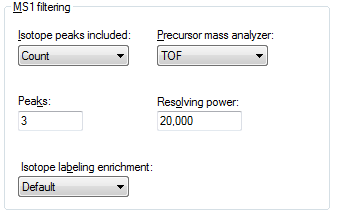 MS1 filtering
Isotope peaks included: Precursor mass analyzer:
Count TOF
Peaks: Resolving power:
3 20,000
Isotope labeling enrichment:
Default